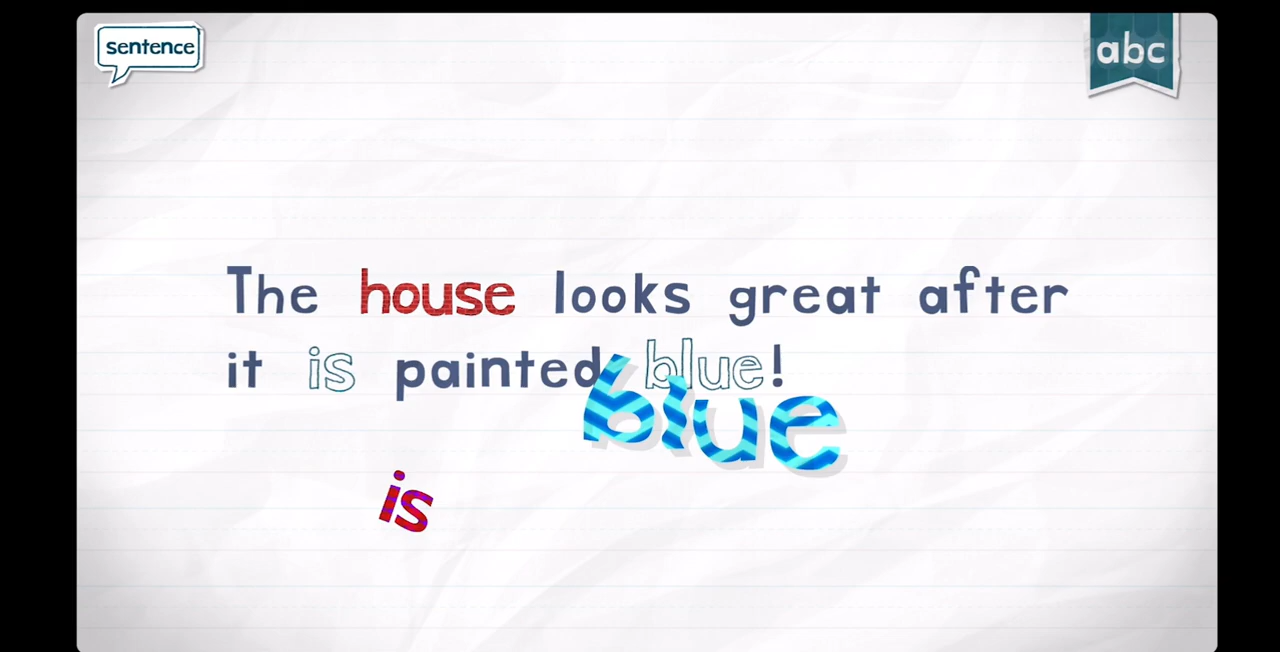 sentence
abc
The house looks great after
it is painted blue!
blue
is